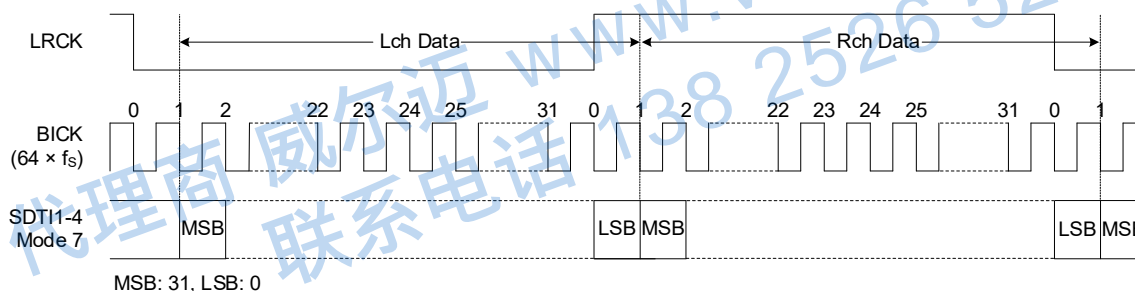 LRCK
Lch Data
Rch Data
0 1 2 22 23 24 25 31 0 1 2 22 23 24 25 31 0 1
BICK
(64 × fS)
SDTI1-4
Mode 7
MSB LSB MSB LSB MSB
MSB: 31, LSB: 0
代理商 威尔迈 www.
联系电话 138 2526 52